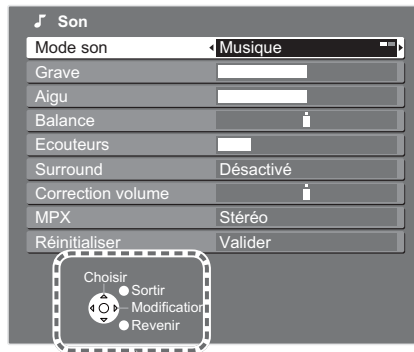 Son
Mode son Musique
Grave
Aigu
Balance
Ecouteurs
Surround Désactivé
Correction volume
MPX Stéréo
Réinitialiser Valider
Choisir
Sortir
Modification
Revenir